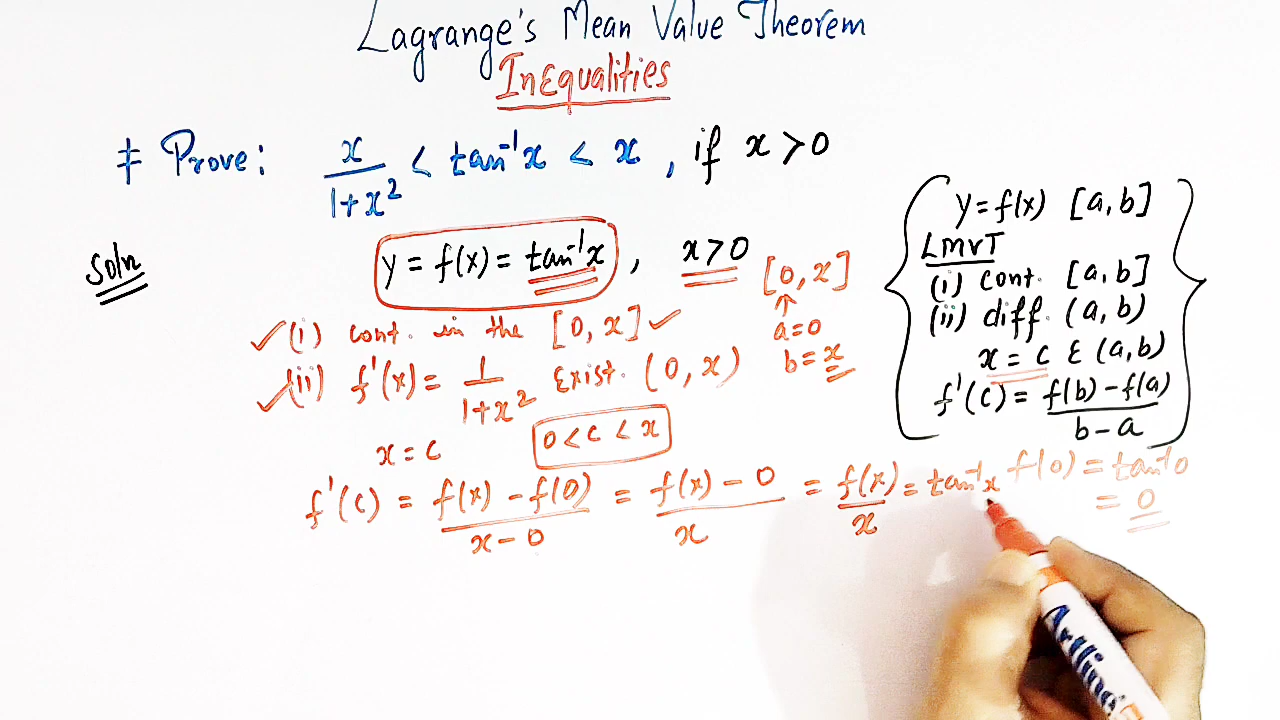 Lagrange's Mean Value Theorem
Inequalities
# Prove: x/(1+x²) < tan⁻¹x < x , if x > 0
Soln
y = f(x) = tan⁻¹x , x > 0
[0, x]
↑
a = 0
b = x
✓ (i) cont. in the [0, x] ✓
✓ (ii) f'(x) = 1/(1+x²) Exist. (0, x)
x = c
0 < c < x
f'(c) = (f(x) – f(0))/(x – 0) = (f(x) – 0)/x = f(x)/x = tan⁻¹x
f(0) = tan⁻¹0
= 0
y = f(x) [a, b]
LMVT
(i) cont. [a, b]
(ii) diff. (a, b)
x = c ε (a, b)
f'(c) = (f(b) – f(a))/(b – a)
Artline